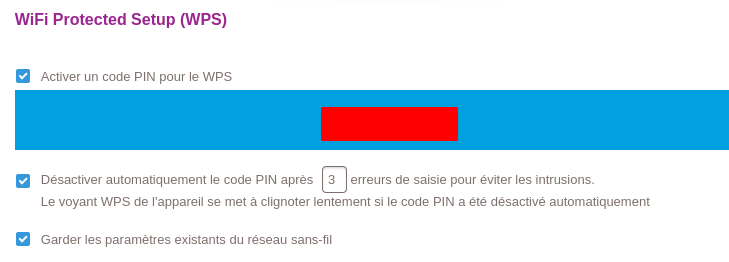 WiFi Protected Setup (WPS)
Activer un code PIN pour le WPS
Désactiver automatiquement le code PIN après 3 erreurs de saisie pour éviter les intrusions.
Le voyant WPS de l'appareil se met à clignoter lentement si le code PIN a été désactivé automatiquement
Garder les paramètres existants du réseau sans-fil